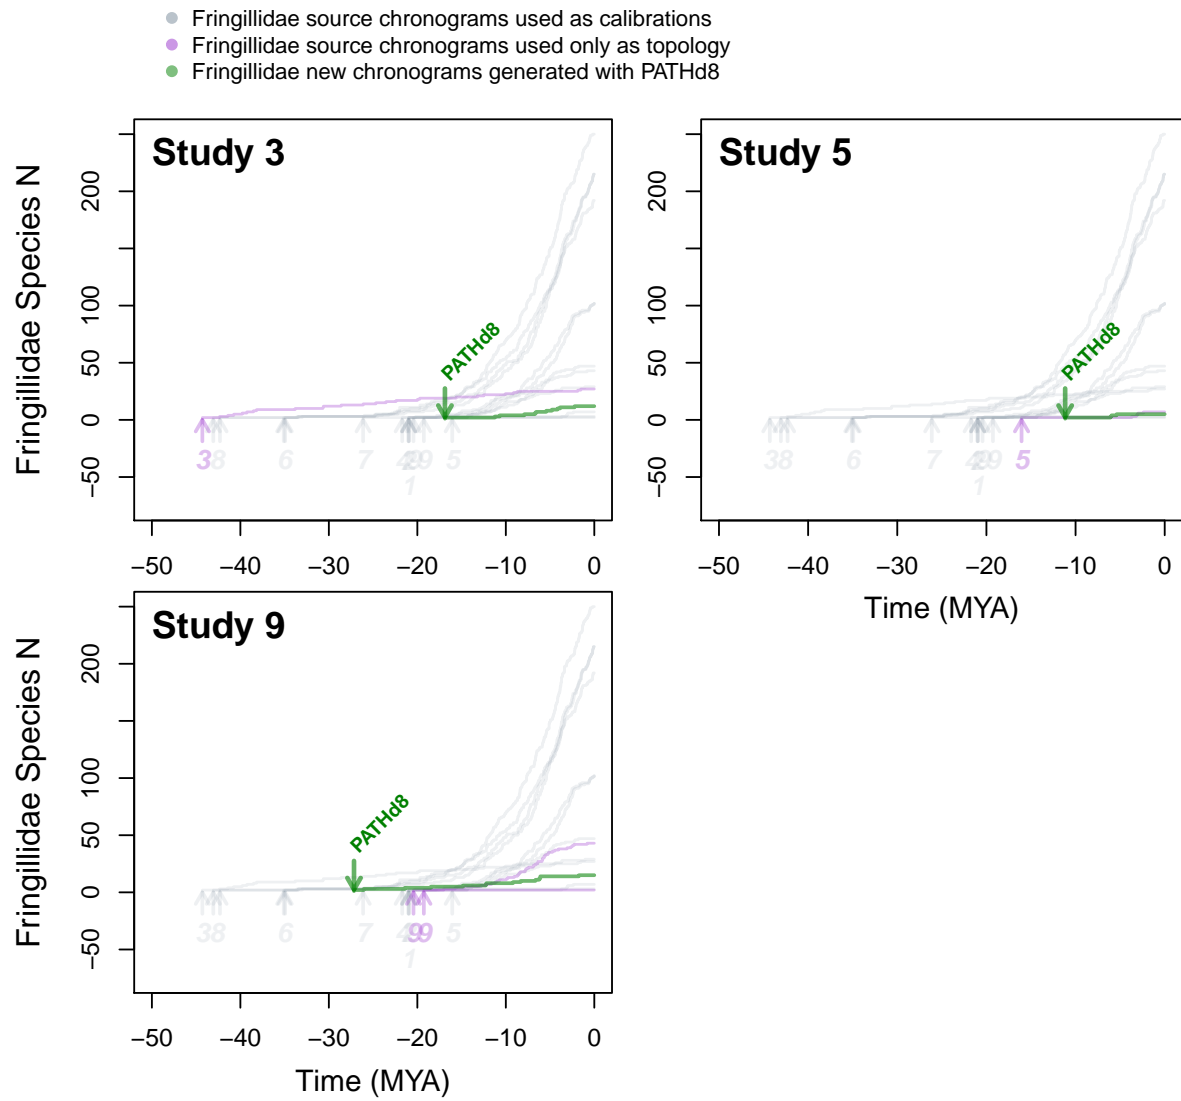 Fringillidae source chronograms used as calibrations
Fringillidae source chronograms used only as topology
Fringillidae new chronograms generated with PATHd8
Study 3
Fringillidae Species N
200
100
50
0
−50
PATHd8
3 8 6 7 4 9 5
1
−50 −40 −30 −20 −10 0
Study 5
200
100
50
0
−50
PATHd8
3 8 6 7 4 9 5
1
−50 −40 −30 −20 −10 0
Time (MYA)
Study 9
Fringillidae Species N
200
100
50
0
−50
PATHd8
3 8 6 7 4 9 9 5
1
−50 −40 −30 −20 −10 0
Time (MYA)